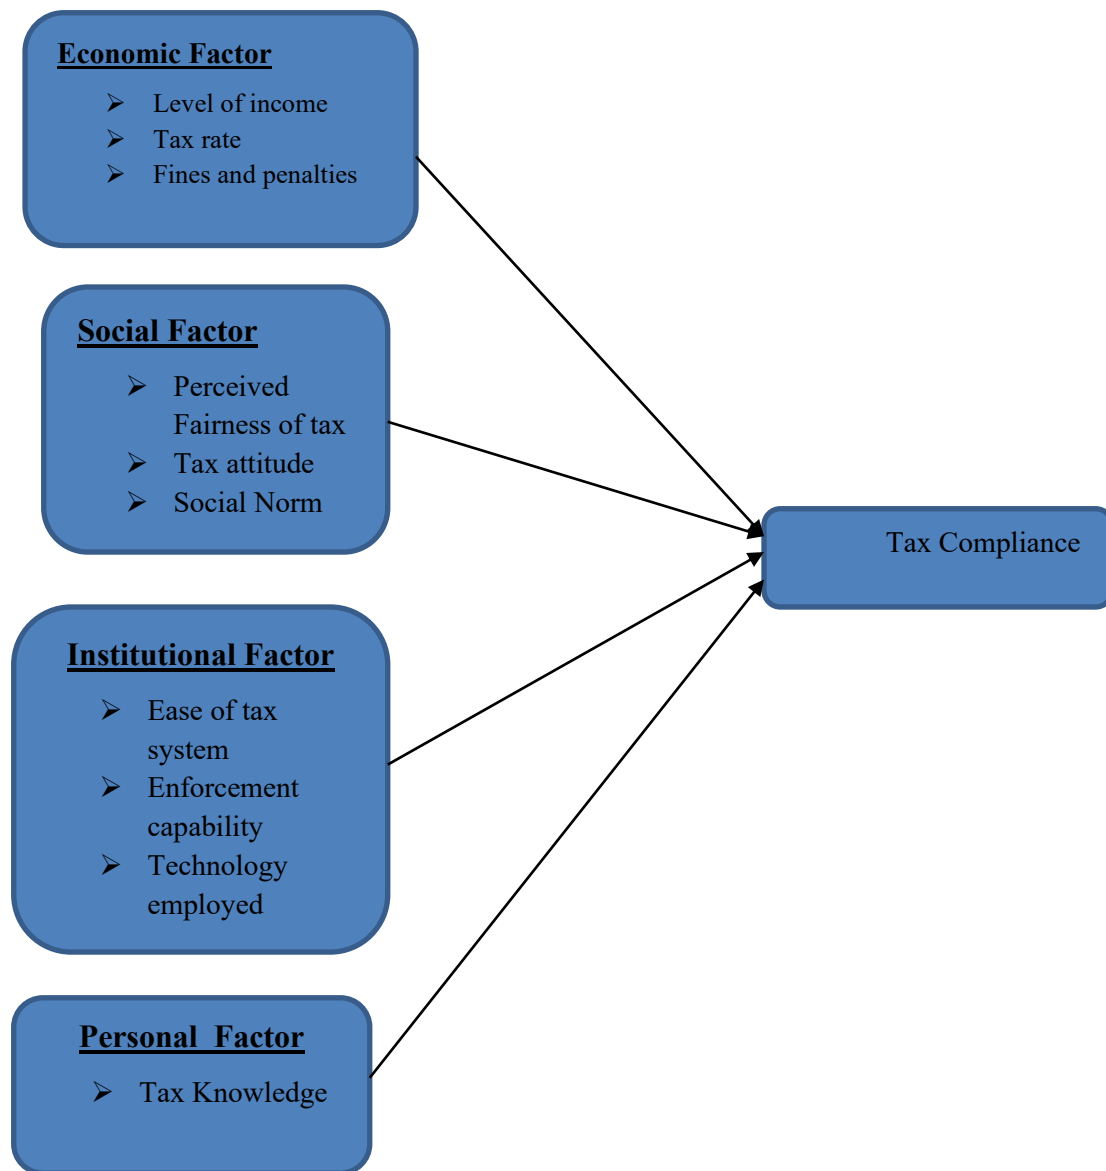 Economic Factor
➢ Level of income
➢ Tax rate
➢ Fines and penalties
Social Factor
➢ Perceived
Fairness of tax
➢ Tax attitude
➢ Social Norm
Institutional Factor
➢ Ease of tax
system
➢ Enforcement
capability
➢ Technology
employed
Personal  Factor
➢ Tax Knowledge
Tax Compliance